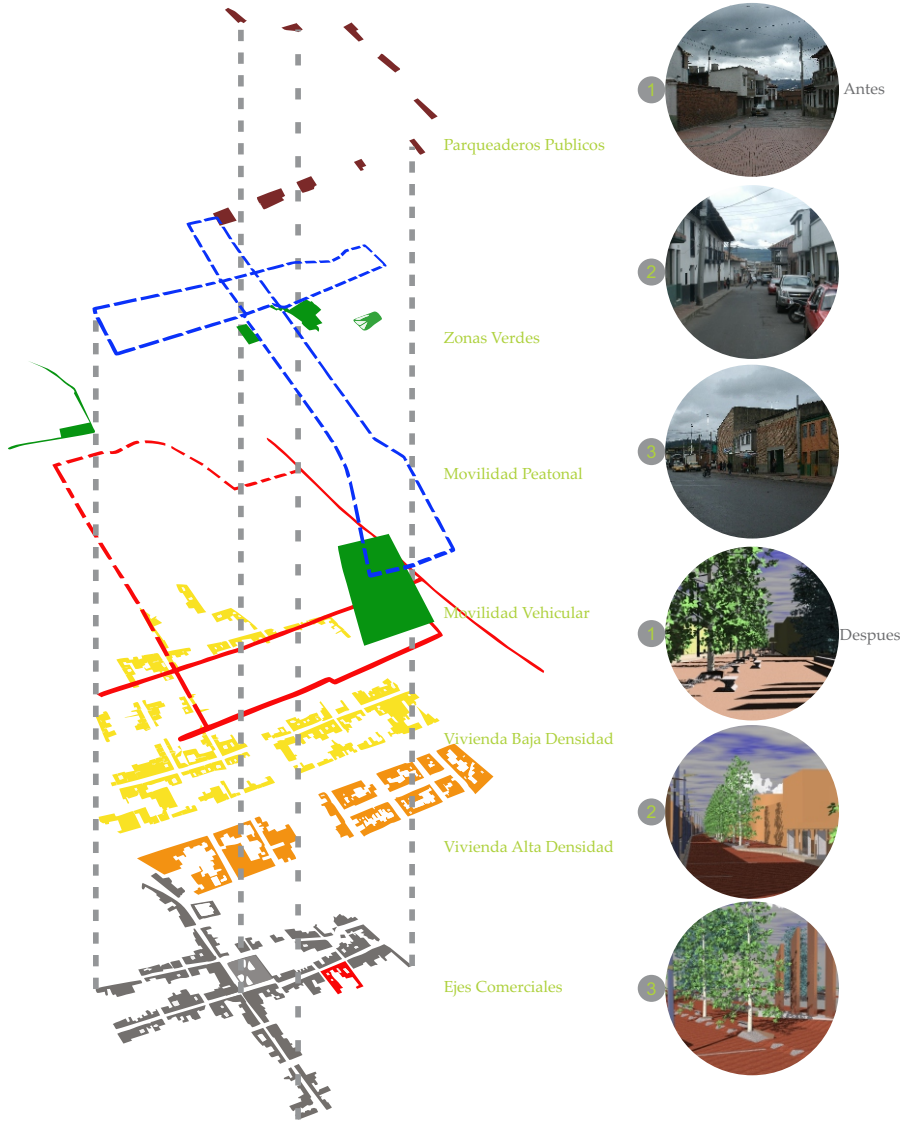 1
Antes
Parqueaderos Publicos
2
Zonas Verdes
3
Movilidad Peatonal
Movilidad Vehicular
1
Despues
Vivienda Baja Densidad
2
Vivienda Alta Densidad
Ejes Comerciales
3